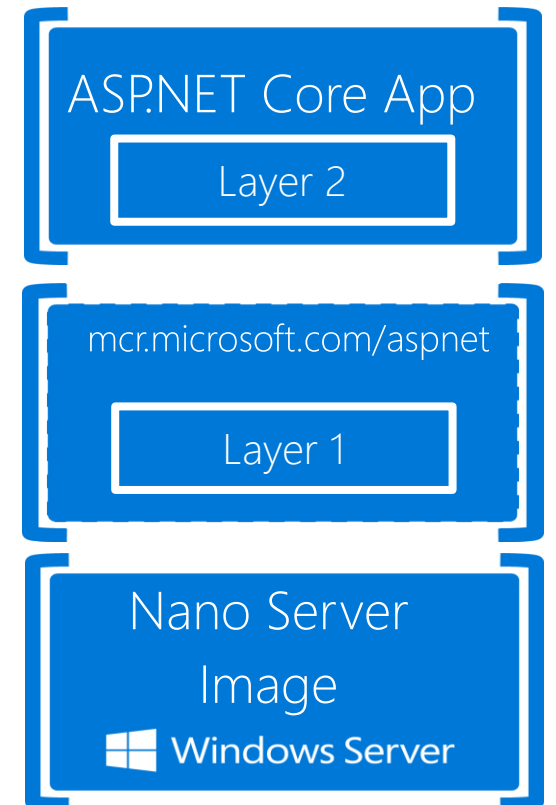 ASP.NET Core App
Layer 2
mcr.microsoft.com/aspnet
Layer 1
Nano Server
Image
Windows Server